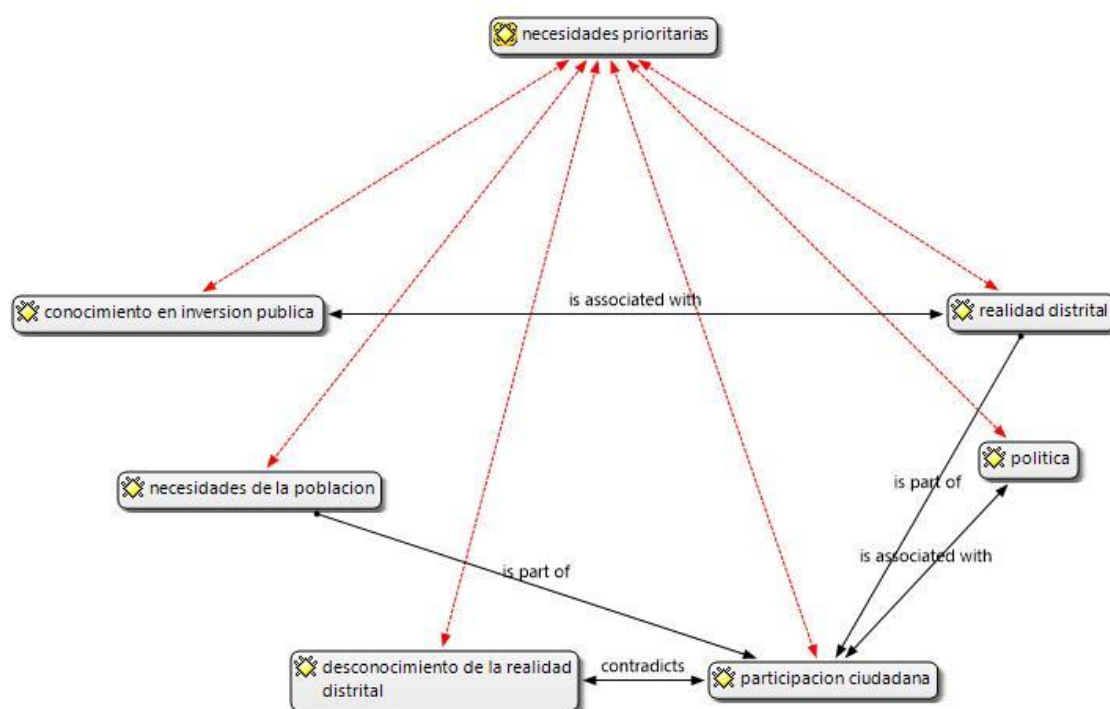 necesidades prioritarias
is associated with
conocimiento en inversion publica
realidad distrital
politica
necesidades de la poblacion
is part of
is associated with
is part of
desconocimiento de la realidad
distrital
contradicts
participacion ciudadana